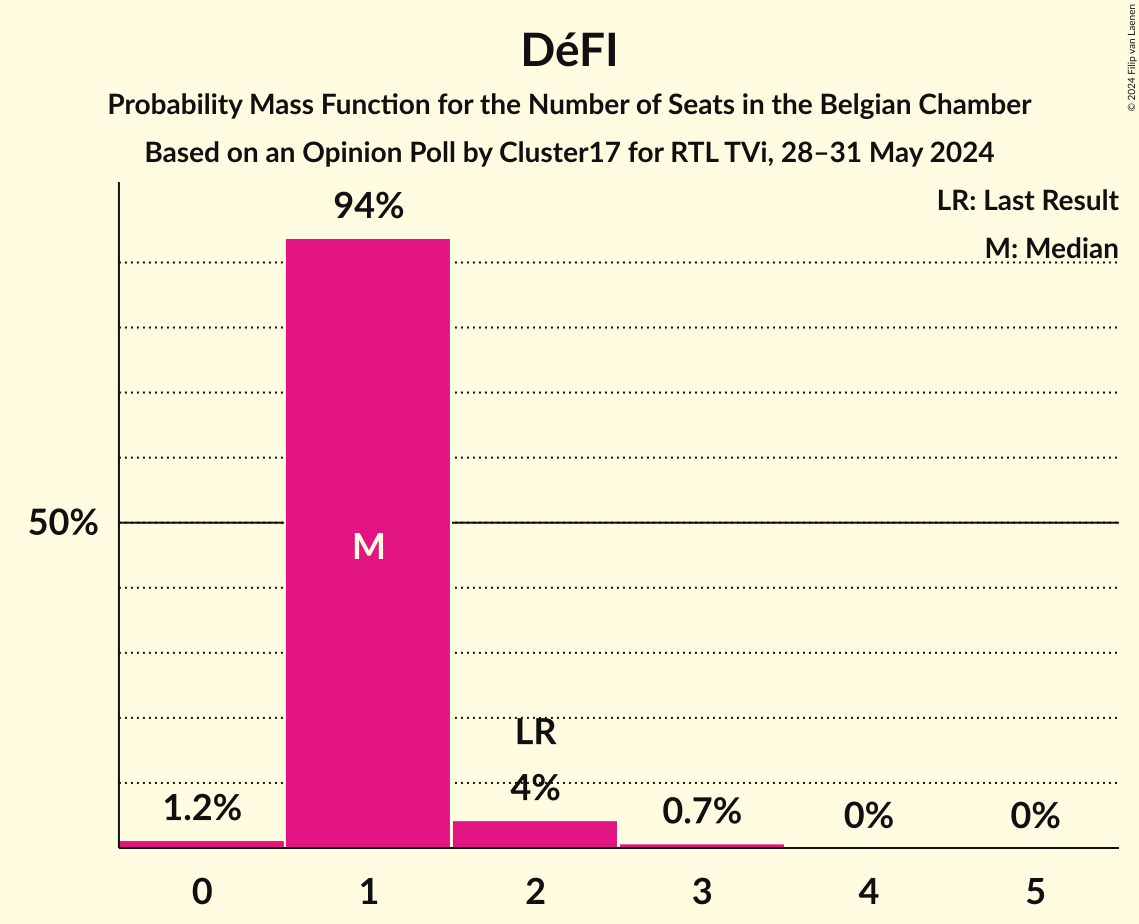 DéFI
Probability Mass Function for the Number of Seats in the Belgian Chamber
Based on an Opinion Poll by Cluster17 for RTL TVi, 28–31 May 2024
© 2024 Filip van Laenen
LR: Last Result
M: Median
94%
50%
M
LR
1.2%
4%
0.7%
0%
0%
0
1
2
3
4
5